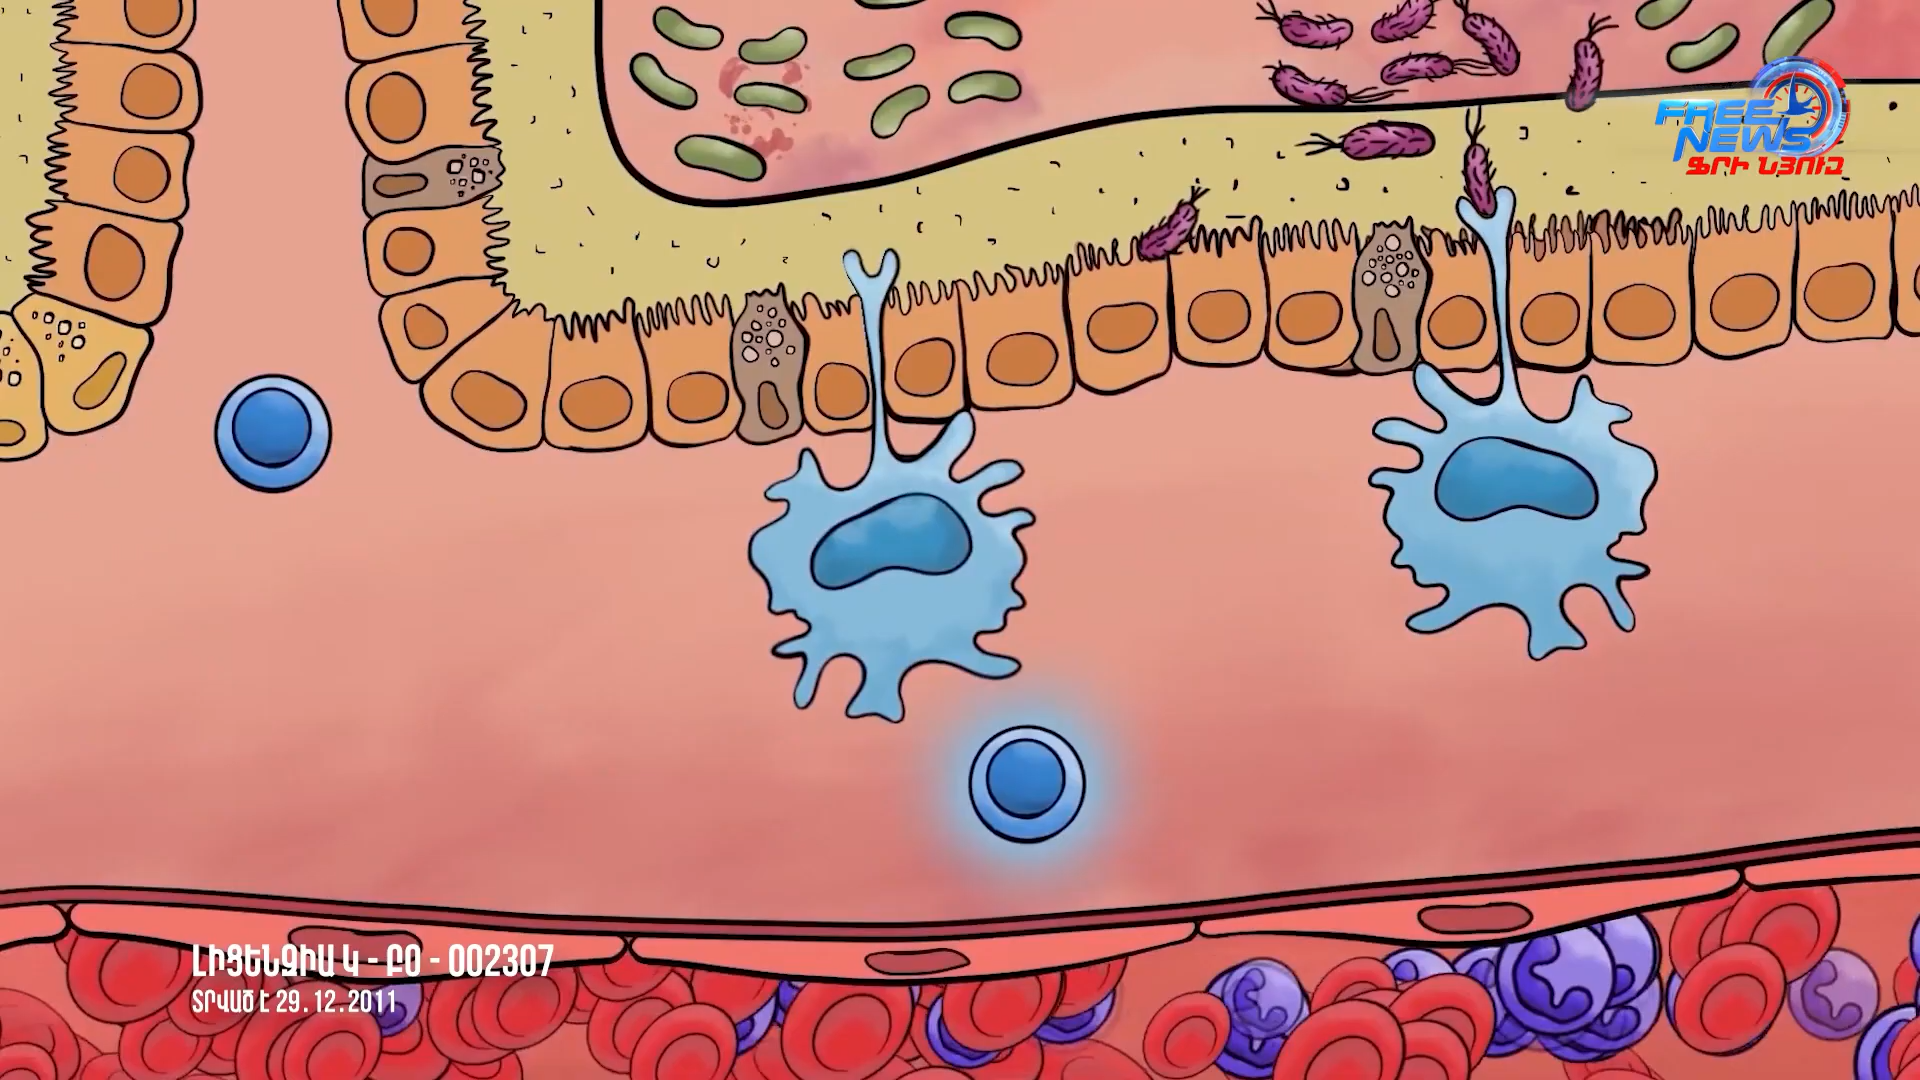 FREE
NEWS
ՖՐԻ ՆՅՈՒԶ
ԼԻՑԵՆԶԻԱ Կ - ԲՕ - 002307
ՏՐՎԱԾ Է 29.12.2011